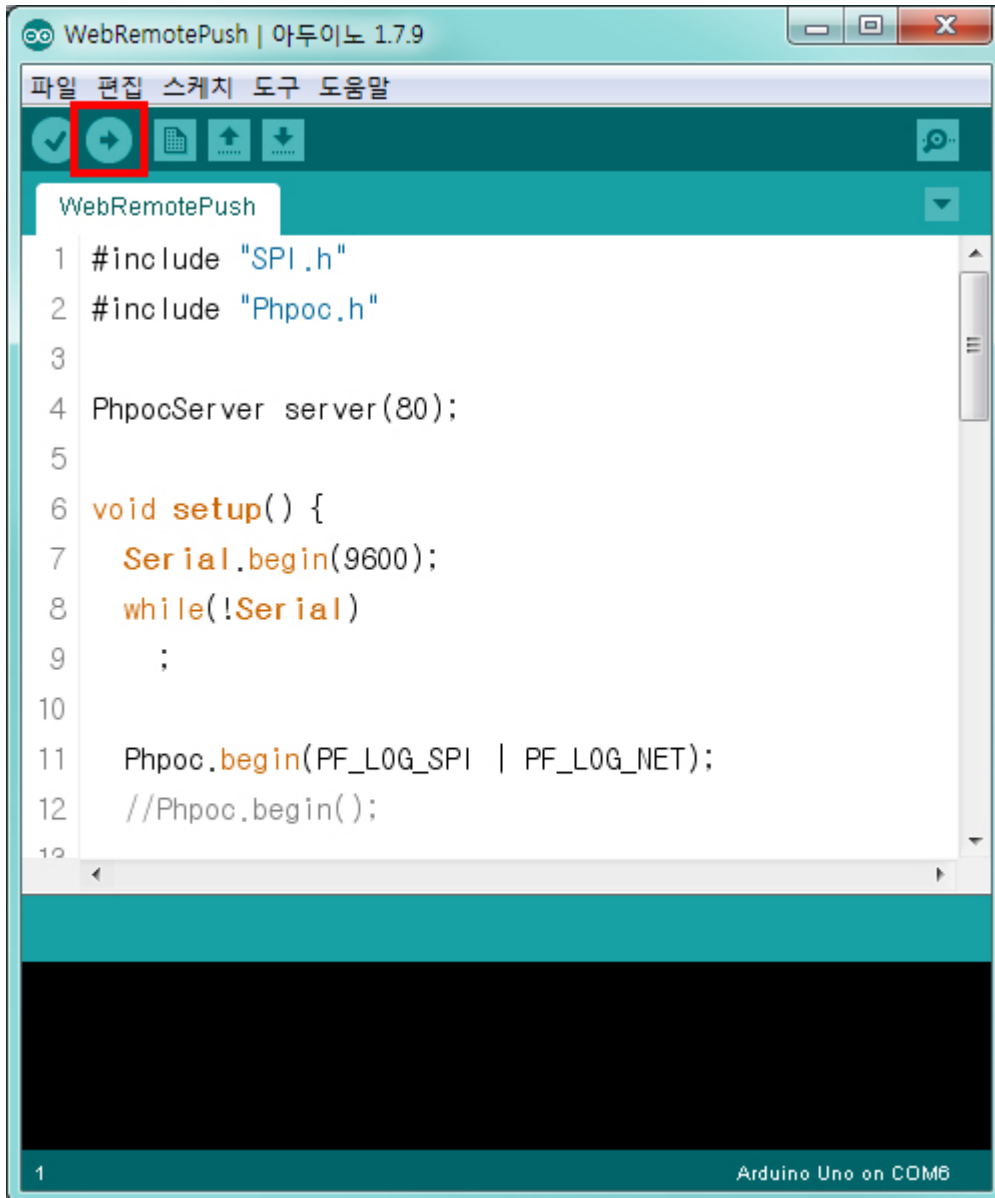 WebRemotePush | 아두이노 1.7.9
파일 편집 스케치 도구 도움말
WebRemotePush
1 #include "SPI.h"
2 #include "Phpoc.h"
3
4 PhpocServer server(80);
5
6 void setup() {
7 Serial.begin(9600);
8 while(!Serial)
9 ;
10
11 Phpoc.begin(PF_LOG_SPI | PF_LOG_NET);
12 //Phpoc.begin();
13
1 Arduino Uno on COM6